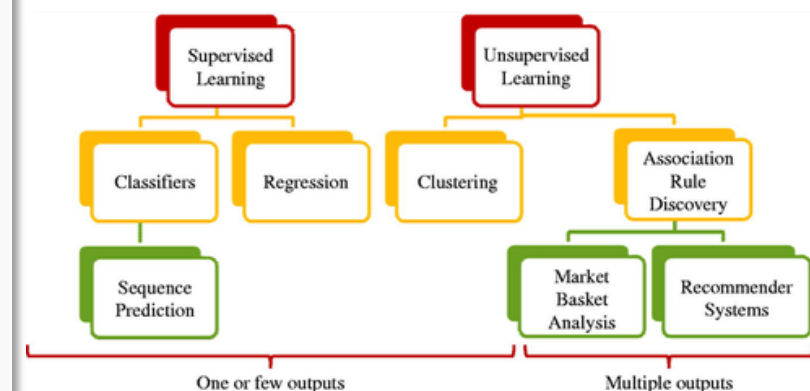 Supervised
Learning
Unsupervised
Learning
Classifiers
Regression
Clustering
Association
Rule
Discovery
Sequence
Prediction
Market
Basket
Analysis
Recommender
Systems
One or few outputs
Multiple outputs